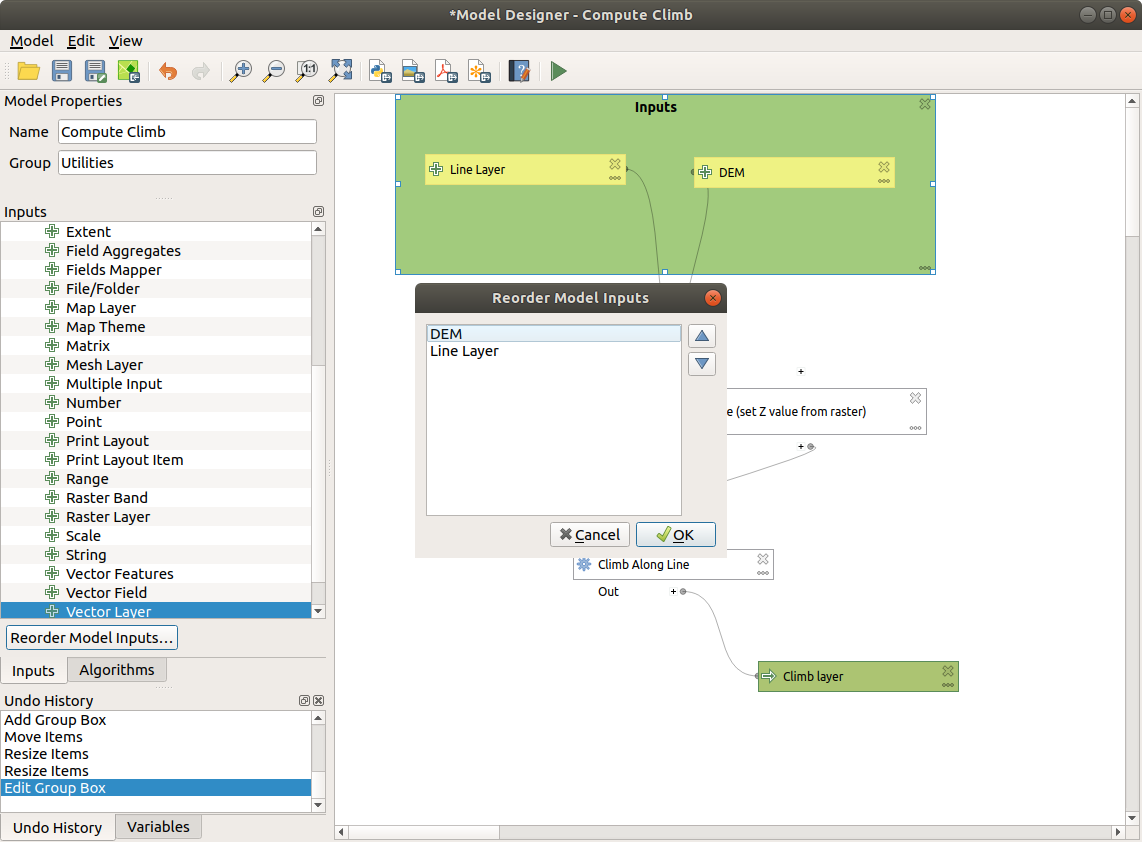 *Model Designer - Compute Climb
Model Edit View
1:1
Model Properties
Name Compute Climb
Group Utilities
Inputs
Extent
Field Aggregates
Fields Mapper
File/Folder
Map Layer
Map Theme
Matrix
Mesh Layer
Multiple Input
Number
Point
Print Layout
Print Layout Item
Range
Raster Band
Raster Layer
Scale
String
Vector Features
Vector Field
Vector Layer
Reorder Model Inputs...
Inputs Algorithms
Undo History
Add Group Box
Move Items
Resize Items
Resize Items
Edit Group Box
Undo History Variables
Inputs
Line Layer
DEM
Reorder Model Inputs
DEM
Line Layer
Cancel OK
+
e (set Z value from raster)
+
Climb Along Line
Out +
Climb layer